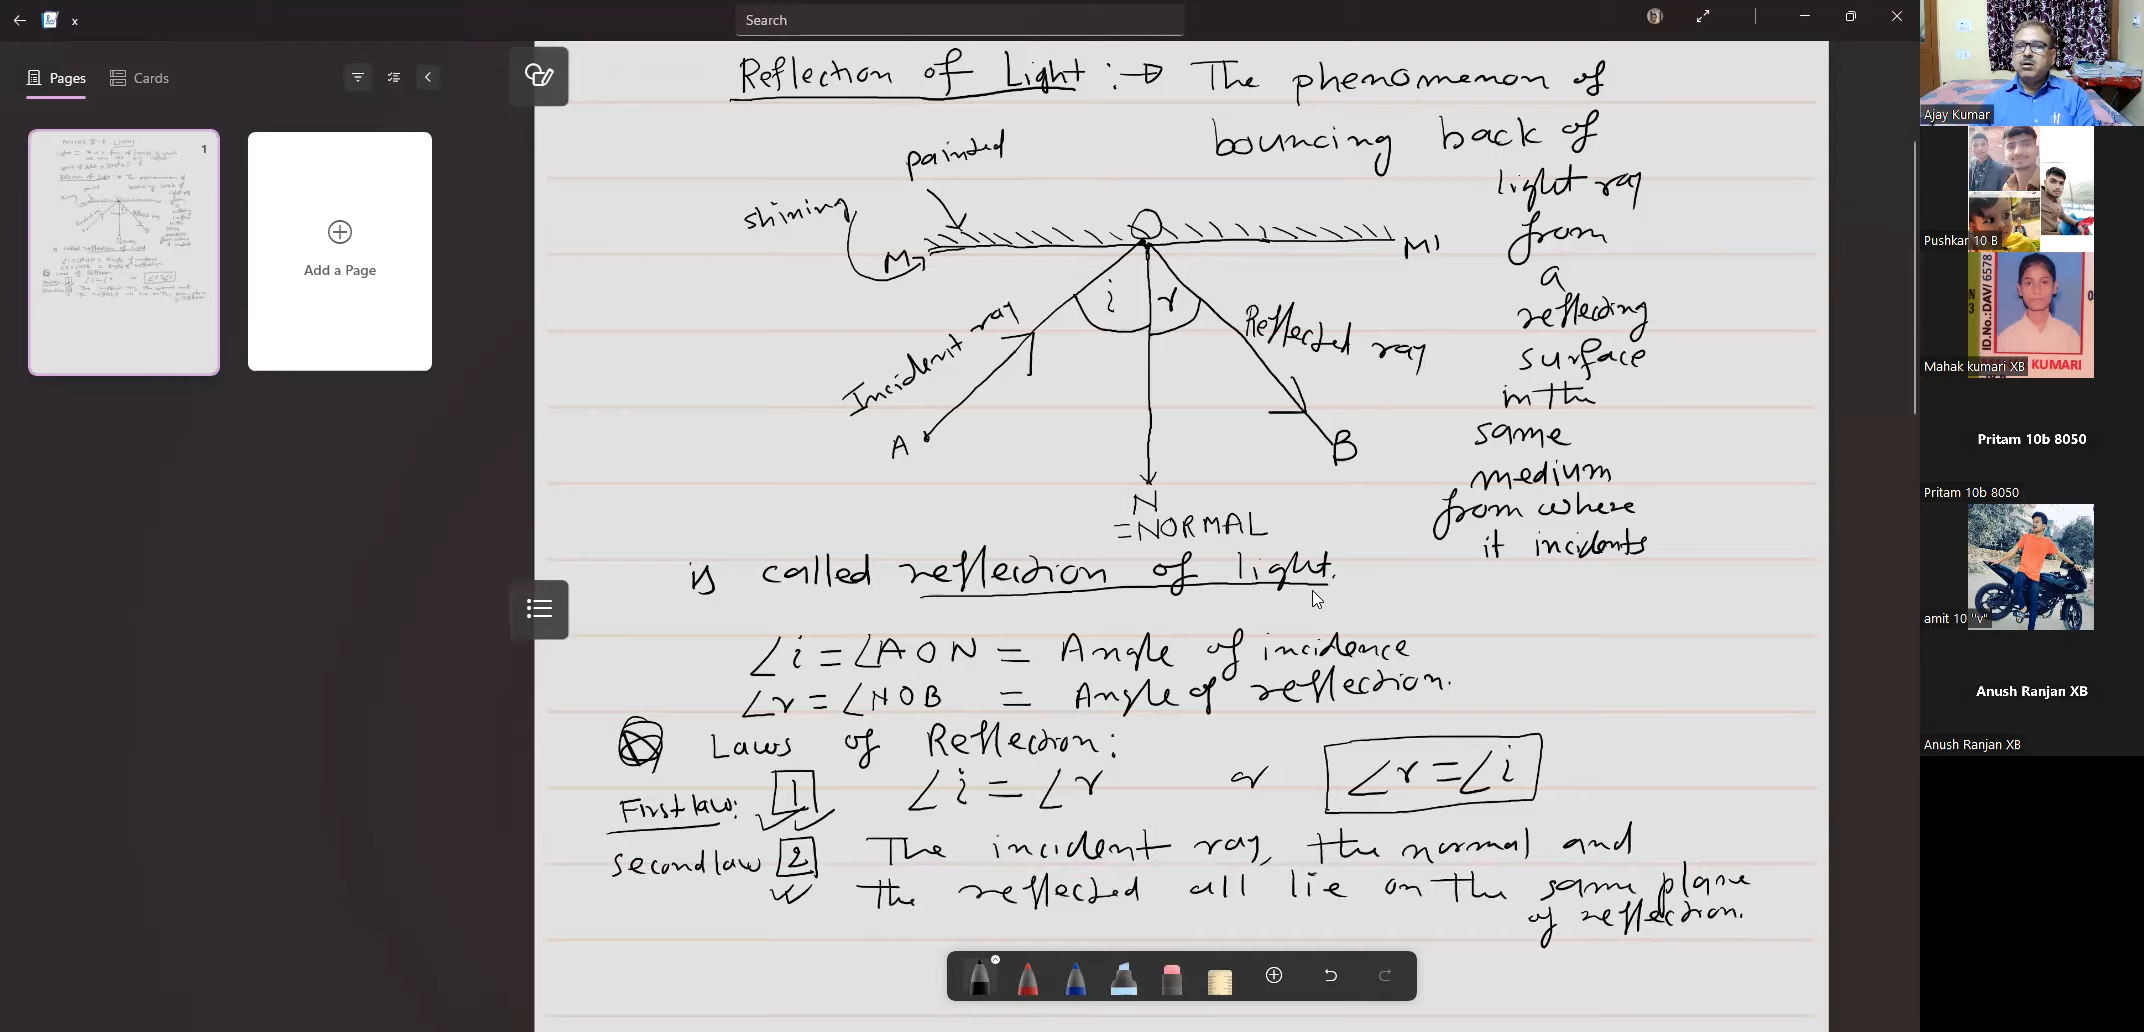 x
Search
Pages
Cards
1
Add a Page
Reflection of Light :→ The phenomenon of
bouncing back of
light ray
from
a
reflecting
surface
in the
same
medium
from where
it incidents
painted
shining
M
M'
O
i
r
Incident ray
Reflected ray
A
B
N
=NORMAL
is called reflection of light.
∠i = ∠AON = Angle of incidence
∠r = ∠NOB = Angle of reflection.
Laws of Reflection:
First law: 1 ∠i = ∠r or ∠r = ∠i
Second law 2 The incident ray, the normal and
the reflected all lie on the same plane
of reflection.
Ajay Kumar
Pushkar 10 B
ID.No.:DAV/6578
KUMARI
Mahak kumari XB
Pritam 10b 8050
Pritam 10b 8050
amit 10 "v"
Anush Ranjan XB
Anush Ranjan XB